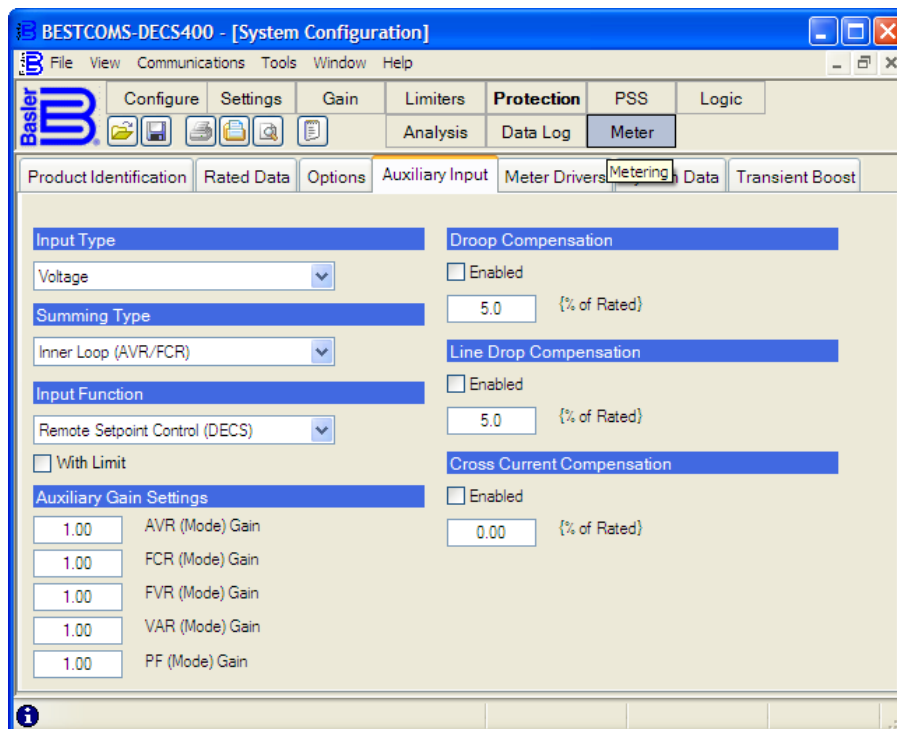 BESTCOMS-DECS400 - [System Configuration]
File View Communications Tools Window Help
Basler
Configure Settings Gain Limiters Protection PSS Logic
Analysis Data Log Meter
Metering
Product Identification Rated Data Options Auxiliary Input Meter Drivers Data Transient Boost
Input Type
Voltage
Summing Type
Inner Loop (AVR/FCR)
Input Function
Remote Setpoint Control (DECS)
With Limit
Auxiliary Gain Settings
1.00 AVR (Mode) Gain
1.00 FCR (Mode) Gain
1.00 FVR (Mode) Gain
1.00 VAR (Mode) Gain
1.00 PF (Mode) Gain
Droop Compensation
Enabled
5.0 {% of Rated}
Line Drop Compensation
Enabled
5.0 {% of Rated}
Cross Current Compensation
Enabled
0.00 {% of Rated}